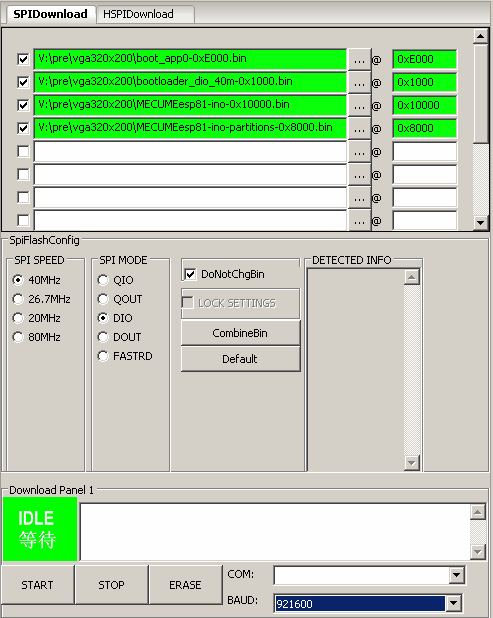 SPIDownload HSPIDownload
V:\pre\vga320x200\boot_app0-0xE000.bin ... @ 0xE000
V:\pre\vga320x200\bootloader_dio_40m-0x1000.bin ... @ 0x1000
V:\pre\vga320x200\MECUMEesp81-ino-0x10000.bin ... @ 0x10000
V:\pre\vga320x200\MECUMEesp81-ino-partitions-0x8000.bin ... @ 0x8000
... @
... @
... @
... @
SpiFlashConfig
SPI SPEED
40MHz
26.7MHz
20MHz
80MHz
SPI MODE
QIO
QOUT
DIO
DOUT
FASTRD
DoNotChgBin
LOCK SETTINGS
CombineBin
Default
DETECTED INFO
Download Panel 1
IDLE
等待
START STOP ERASE
COM:
BAUD: 921600